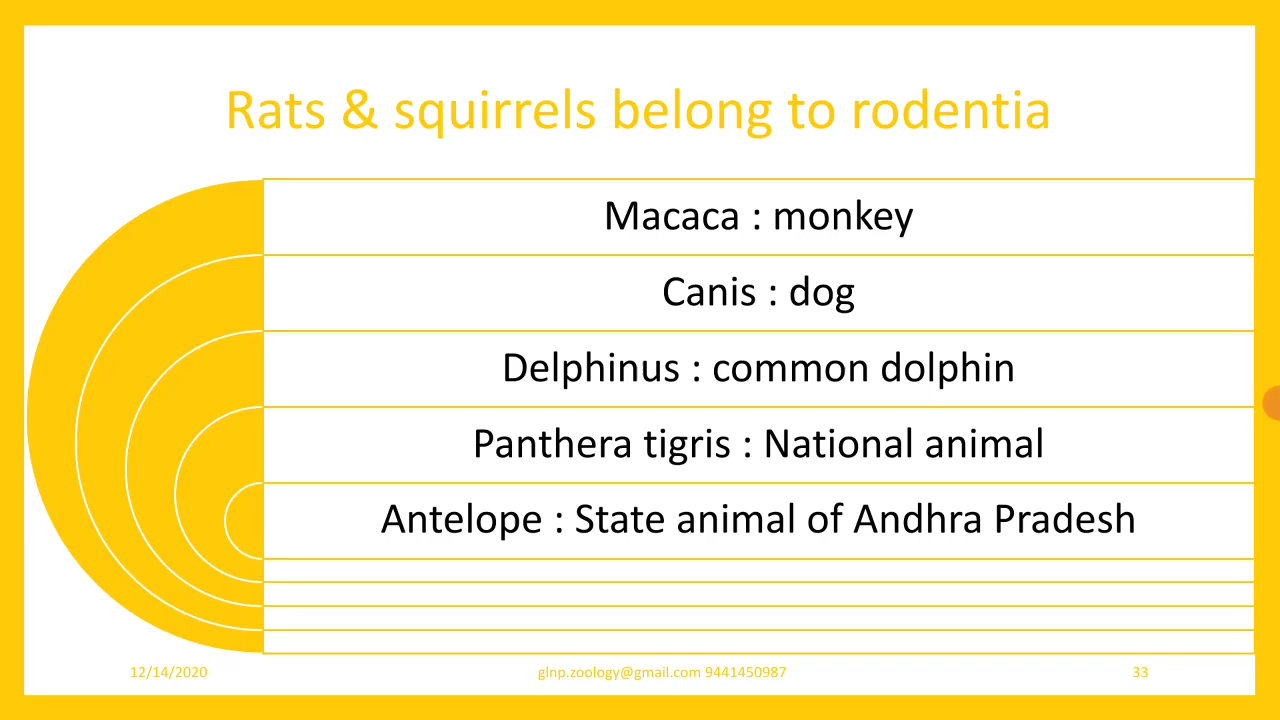 Rats & squirrels belong to rodentia
Macaca : monkey
Canis : dog
Delphinus : common dolphin
Panthera tigris : National animal
Antelope : State animal of Andhra Pradesh
12/14/2020
glnp.zoology@gmail.com 9441450987
33